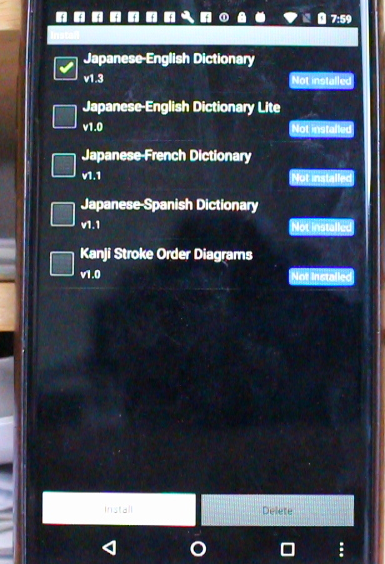 7:59
Install
Japanese-English Dictionary
v1.3
Not installed
Japanese-English Dictionary Lite
v1.0
Not installed
Japanese-French Dictionary
v1.1
Not installed
Japanese-Spanish Dictionary
v1.1
Not installed
Kanji Stroke Order Diagrams
v1.0
Not installed
Install Delete